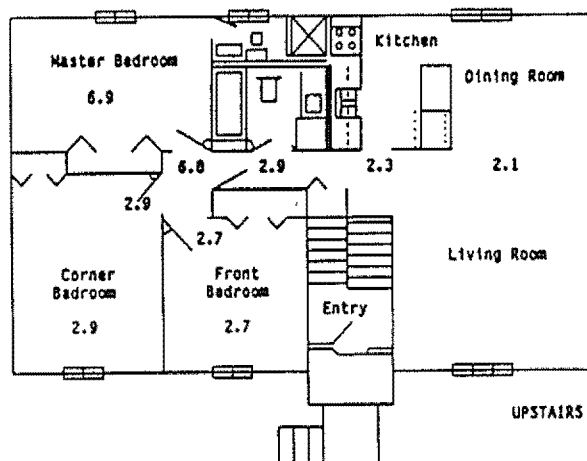 Kitchen
Master Bedroom
Dining Room
6.9
6.8
2.9
2.3
2.1
2.9
2.7
Living Room
Corner
Bedroom
Front
Bedroom
Entry
2.9
2.7
UPSTAIRS